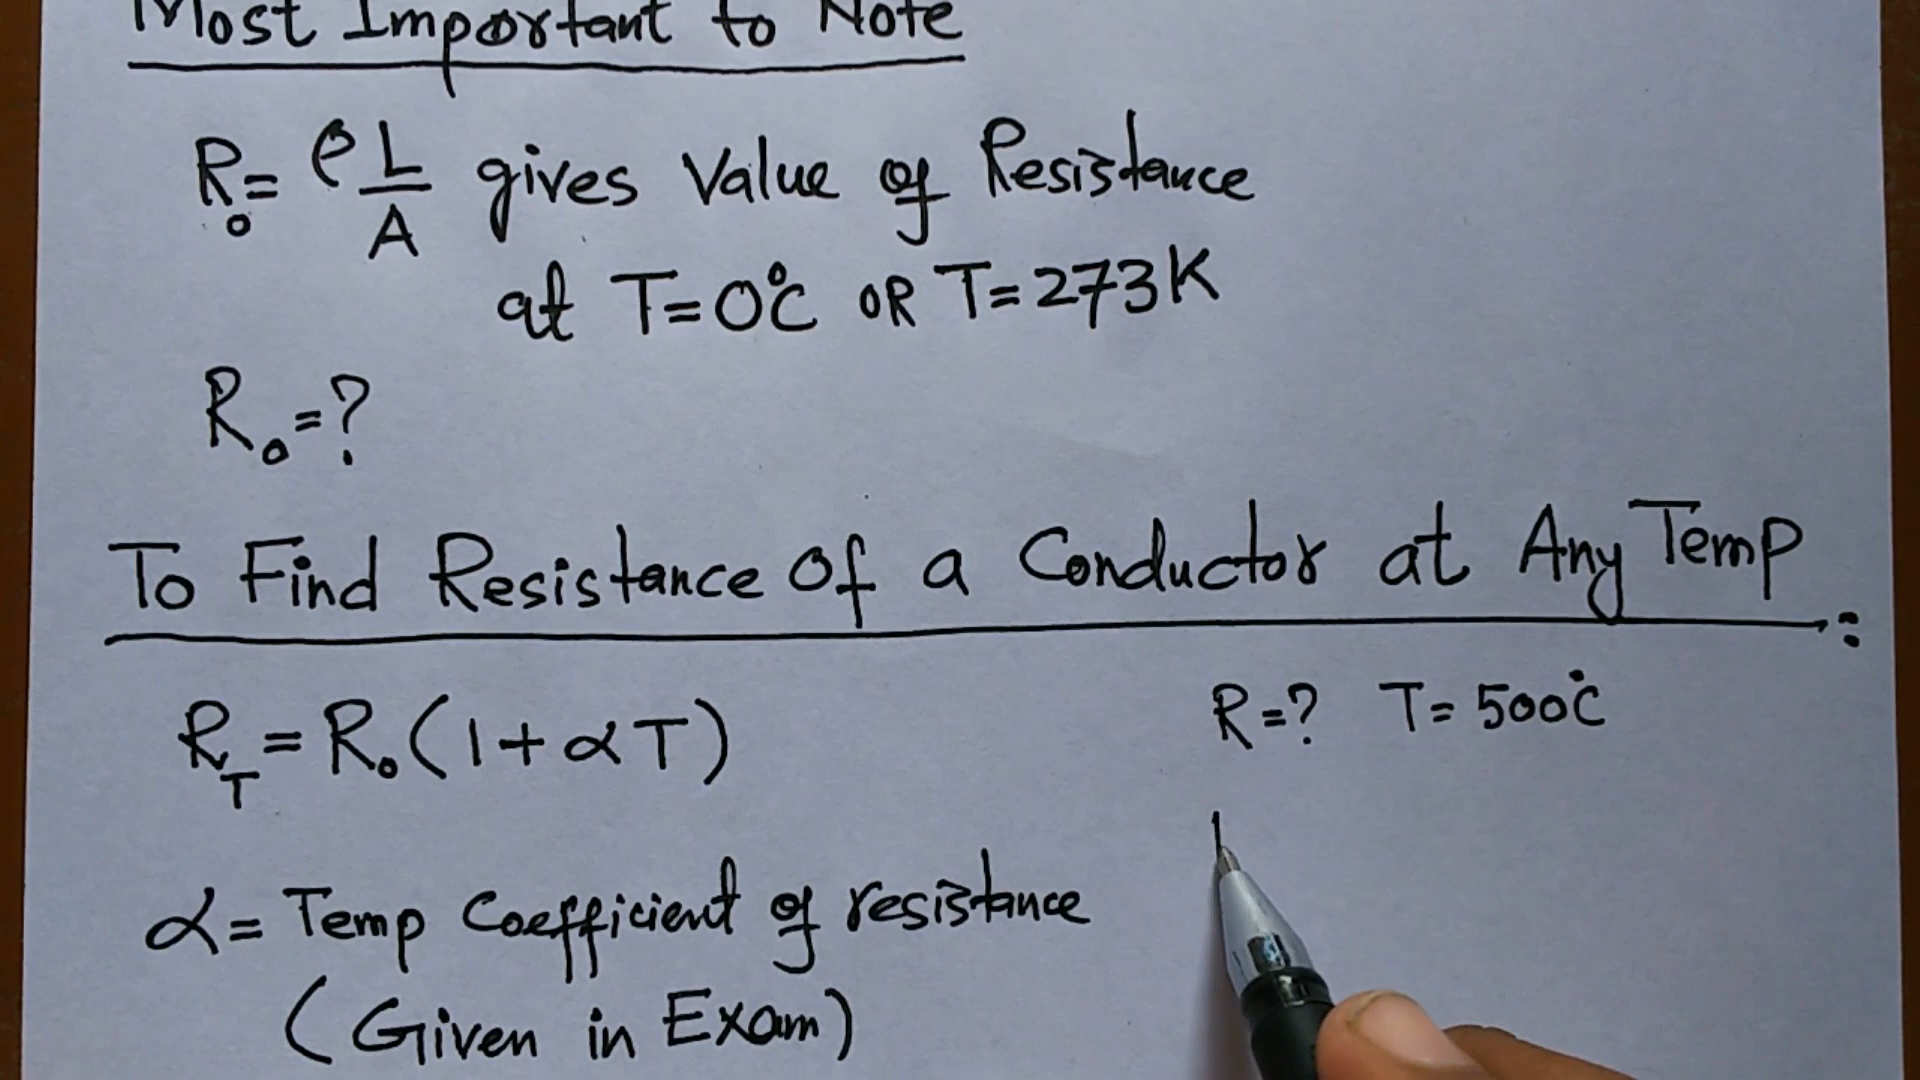 Most Important to Note
R₀ = ρ L/A gives Value of Resistance
at T=0°C OR T=273K
R₀=?
To Find Resistance Of a Conductor at Any Temp:
R_T = R₀(1+αT)
R=? T=500°C
α= Temp Coefficient of resistance
(Given in Exam)